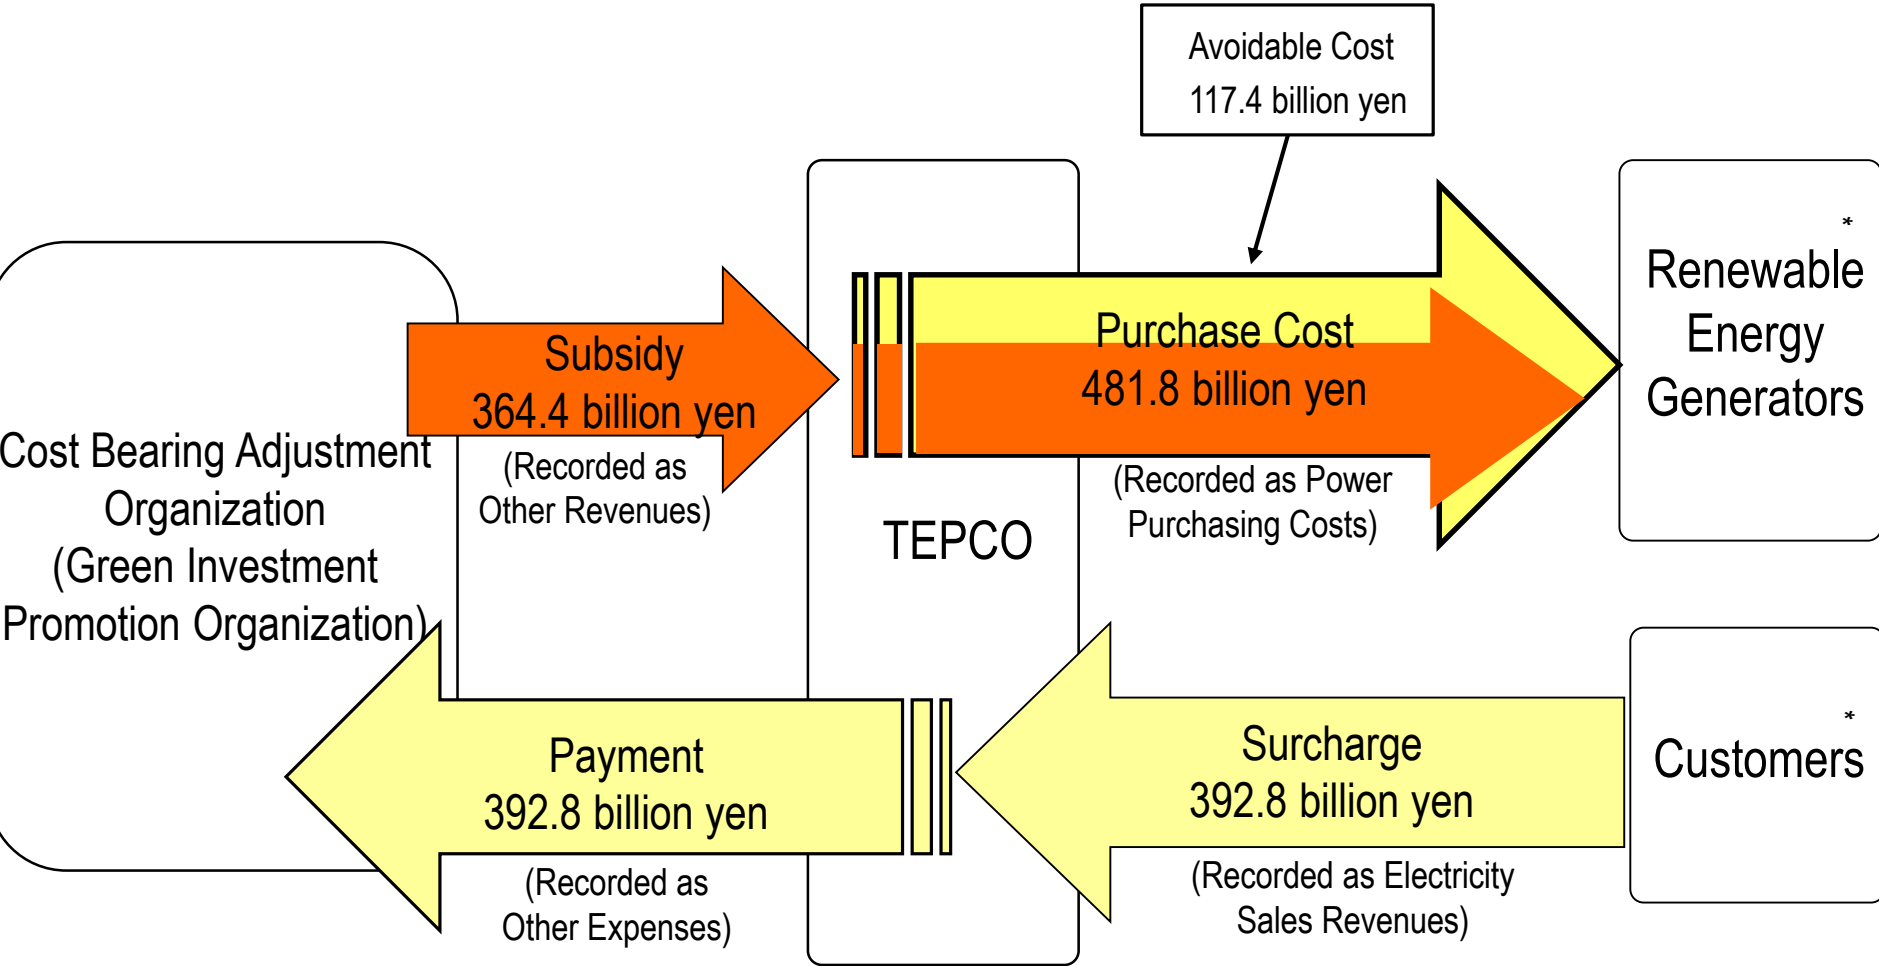 Avoidable Cost
117.4 billion yen
Subsidy
364.4 billion yen
(Recorded as
Other Revenues)
Purchase Cost
481.8 billion yen
(Recorded as Power
Purchasing Costs)
*
Renewable
Energy
Generators
Cost Bearing Adjustment
Organization
(Green Investment
Promotion Organization)
TEPCO
Payment
392.8 billion yen
(Recorded as
Other Expenses)
Surcharge
392.8 billion yen
(Recorded as Electricity
Sales Revenues)
*
Customers